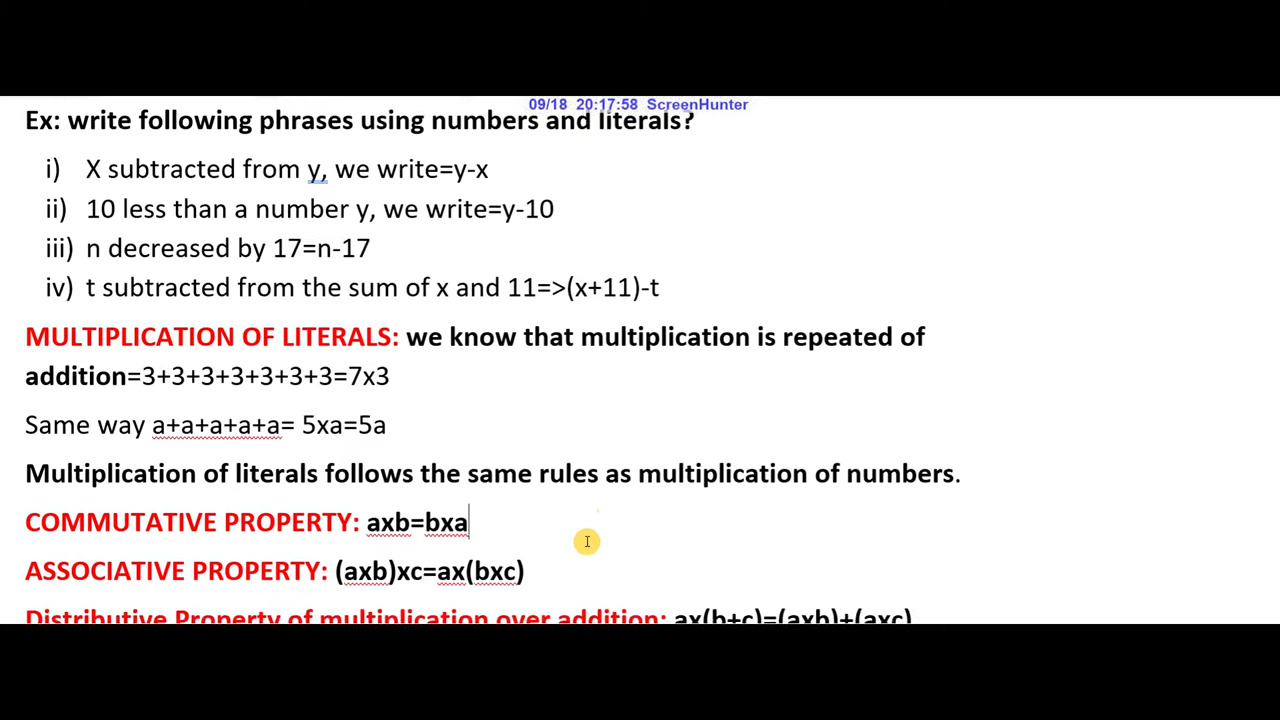 09/18 20:17:58 ScreenHunter
Ex: write following phrases using numbers and literals?
i) X subtracted from y, we write=y-x
ii) 10 less than a number y, we write=y-10
iii) n decreased by 17=n-17
iv) t subtracted from the sum of x and 11=>(x+11)-t
MULTIPLICATION OF LITERALS: we know that multiplication is repeated of
addition=3+3+3+3+3+3+3=7x3
Same way a+a+a+a+a= 5xa=5a
Multiplication of literals follows the same rules as multiplication of numbers.
COMMUTATIVE PROPERTY: axb=bxa
ASSOCIATIVE PROPERTY: (axb)xc=ax(bxc)
Distributive Property of multiplication over addition: ax(b+c)=(axb)+(axc)